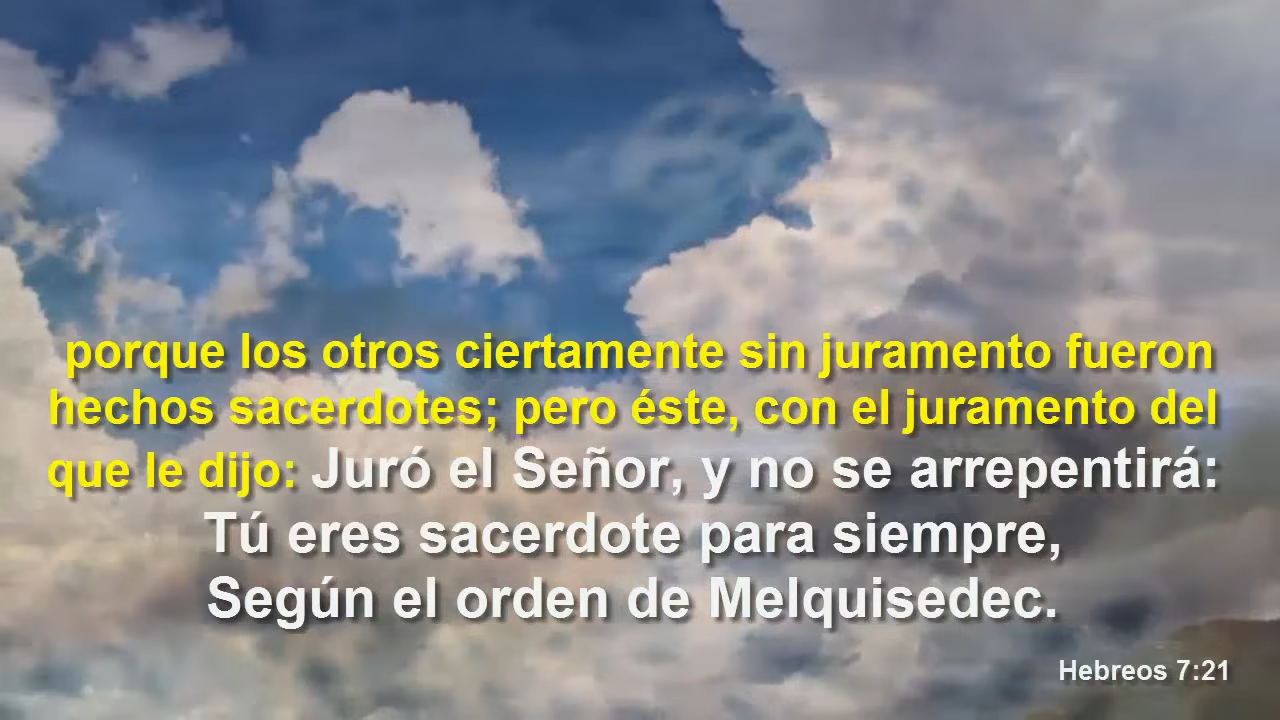 porque los otros ciertamente sin juramento fueron
hechos sacerdotes; pero éste, con el juramento del
que le dijo: Juró el Señor, y no se arrepentirá:
Tú eres sacerdote para siempre,
Según el orden de Melquisedec.
Hebreos 7:21